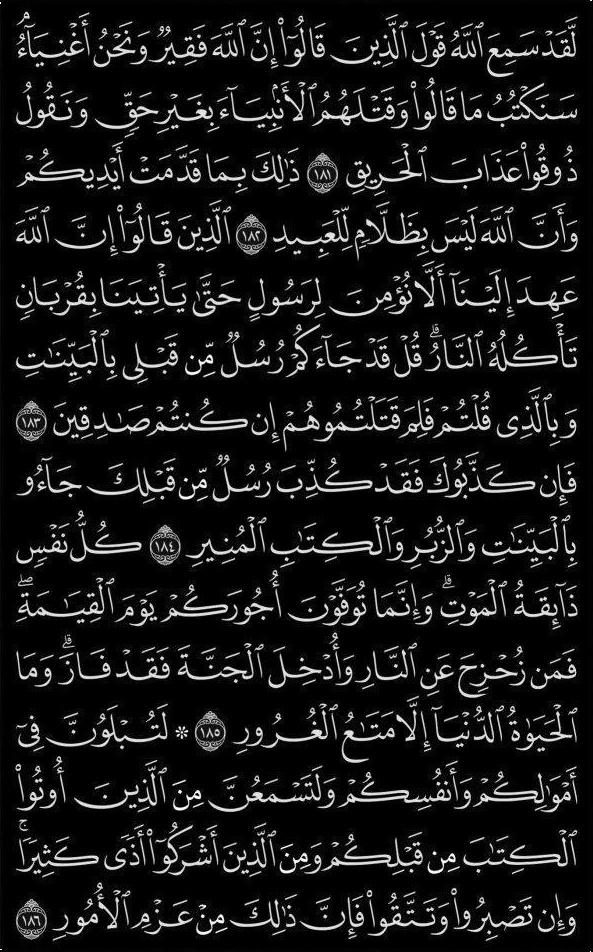 لَّقَدْ سَمِعَ ٱللَّهُ قَوْلَ ٱلَّذِينَ قَالُوٓا۟ إِنَّ ٱللَّهَ فَقِيرٌ وَنَحْنُ أَغْنِيَآءُ ۘ
سَنَكْتُبُ مَا قَالُوا۟ وَقَتْلَهُمُ ٱلْأَنۢبِيَآءَ بِغَيْرِ حَقٍّ وَنَقُولُ
ذُوقُوا۟ عَذَابَ ٱلْحَرِيقِ ١٨١ ذَٰلِكَ بِمَا قَدَّمَتْ أَيْدِيكُمْ
وَأَنَّ ٱللَّهَ لَيْسَ بِظَلَّامٍ لِّلْعَبِيدِ ١٨٢ ٱلَّذِينَ قَالُوٓا۟ إِنَّ ٱللَّهَ
عَهِدَ إِلَيْنَآ أَلَّا نُؤْمِنَ لِرَسُولٍ حَتَّىٰ يَأْتِيَنَا بِقُرْبَانٍ
تَأْكُلُهُ ٱلنَّارُ ۗ قُلْ قَدْ جَآءَكُمْ رُسُلٌ مِّن قَبْلِى بِٱلْبَيِّنَٰتِ
وَبِٱلَّذِى قُلْتُمْ فَلِمَ قَتَلْتُمُوهُمْ إِن كُنتُمْ صَٰدِقِينَ ١٨٣
فَإِن كَذَّبُوكَ فَقَدْ كُذِّبَ رُسُلٌ مِّن قَبْلِكَ جَآءُو
بِٱلْبَيِّنَٰتِ وَٱلزُّبُرِ وَٱلْكِتَٰبِ ٱلْمُنِيرِ ١٨٤ كُلُّ نَفْسٍ
ذَآئِقَةُ ٱلْمَوْتِ ۗ وَإِنَّمَا تُوَفَّوْنَ أُجُورَكُمْ يَوْمَ ٱلْقِيَٰمَةِ ۖ
فَمَن زُحْزِحَ عَنِ ٱلنَّارِ وَأُدْخِلَ ٱلْجَنَّةَ فَقَدْ فَازَ ۗ وَمَا
ٱلْحَيَوٰةُ ٱلدُّنْيَآ إِلَّا مَتَٰعُ ٱلْغُرُورِ ١٨٥ * لَتُبْلَوُنَّ فِىٓ
أَمْوَٰلِكُمْ وَأَنفُسِكُمْ وَلَتَسْمَعُنَّ مِنَ ٱلَّذِينَ أُوتُوا۟
ٱلْكِتَٰبَ مِن قَبْلِكُمْ وَمِنَ ٱلَّذِينَ أَشْرَكُوٓا۟ أَذًى كَثِيرًا ۚ
وَإِن تَصْبِرُوا۟ وَتَتَّقُوا۟ فَإِنَّ ذَٰلِكَ مِنْ عَزْمِ ٱلْأُمُورِ ١٨٦